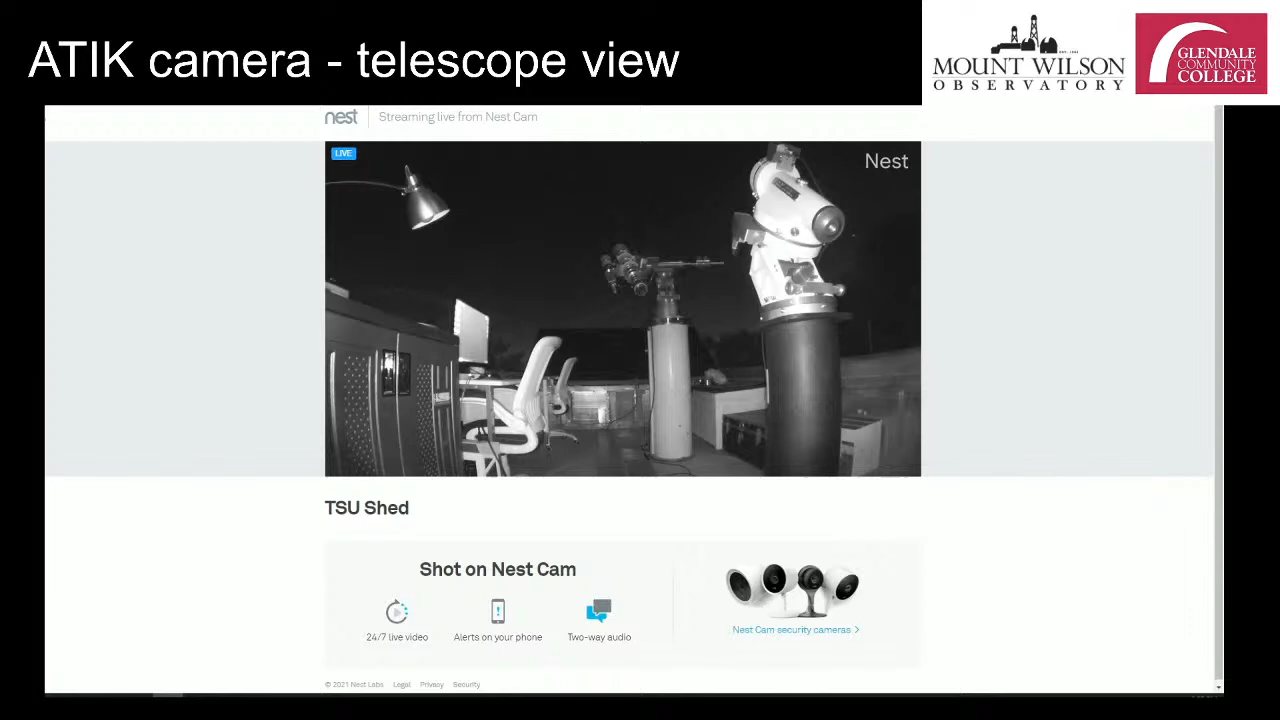 ATIK camera - telescope view
MOUNT WILSON
OBSERVATORY
GLENDALE
COMMUNITY
COLLEGE
nest
Streaming live from Nest Cam
LIVE
Nest
TSU Shed
Shot on Nest Cam
24/7 live video
Alerts on your phone
Two-way audio
Nest Cam security cameras >
© 2021 Nest Labs Legal Privacy Security